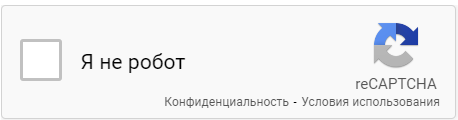 Я не робот
reCAPTCHA
Конфиденциальность - Условия использования